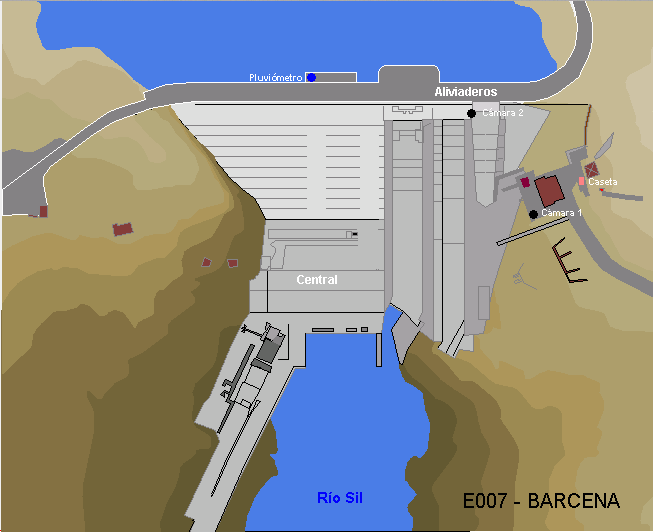 Pluviómetro
Aliviaderos
Cámara 2
Caseta
Cámara 1
Central
Río Sil
E007 - BARCENA